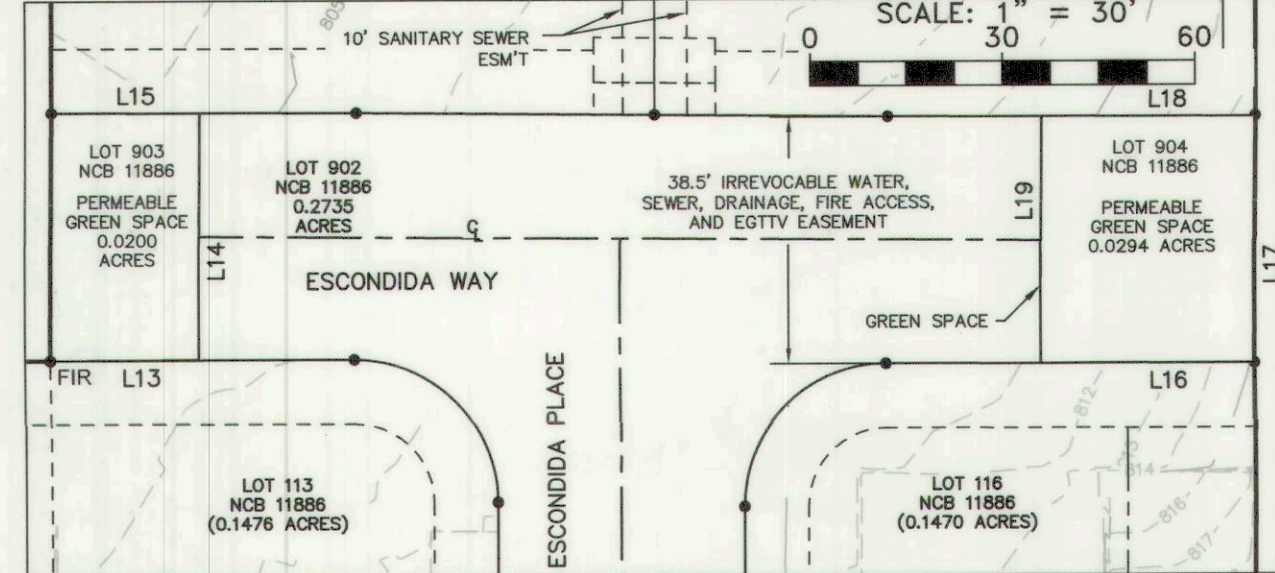 SCALE: 1" = 30'
0 30 60
805
10' SANITARY SEWER
ESM'T
L15
L18
LOT 903
NCB 11886
PERMEABLE
GREEN SPACE
0.0200
ACRES
L14
LOT 902
NCB 11886
0.2735
ACRES
38.5' IRREVOCABLE WATER,
SEWER, DRAINAGE, FIRE ACCESS,
AND EGTTV EASEMENT
L19
LOT 904
NCB 11886
PERMEABLE
GREEN SPACE
0.0294 ACRES
L17
℄
ESCONDIDA WAY
GREEN SPACE
FIR
L13
ESCONDIDA PLACE
L16
812
814
816
817
LOT 113
NCB 11886
(0.1476 ACRES)
LOT 116
NCB 11886
(0.1470 ACRES)